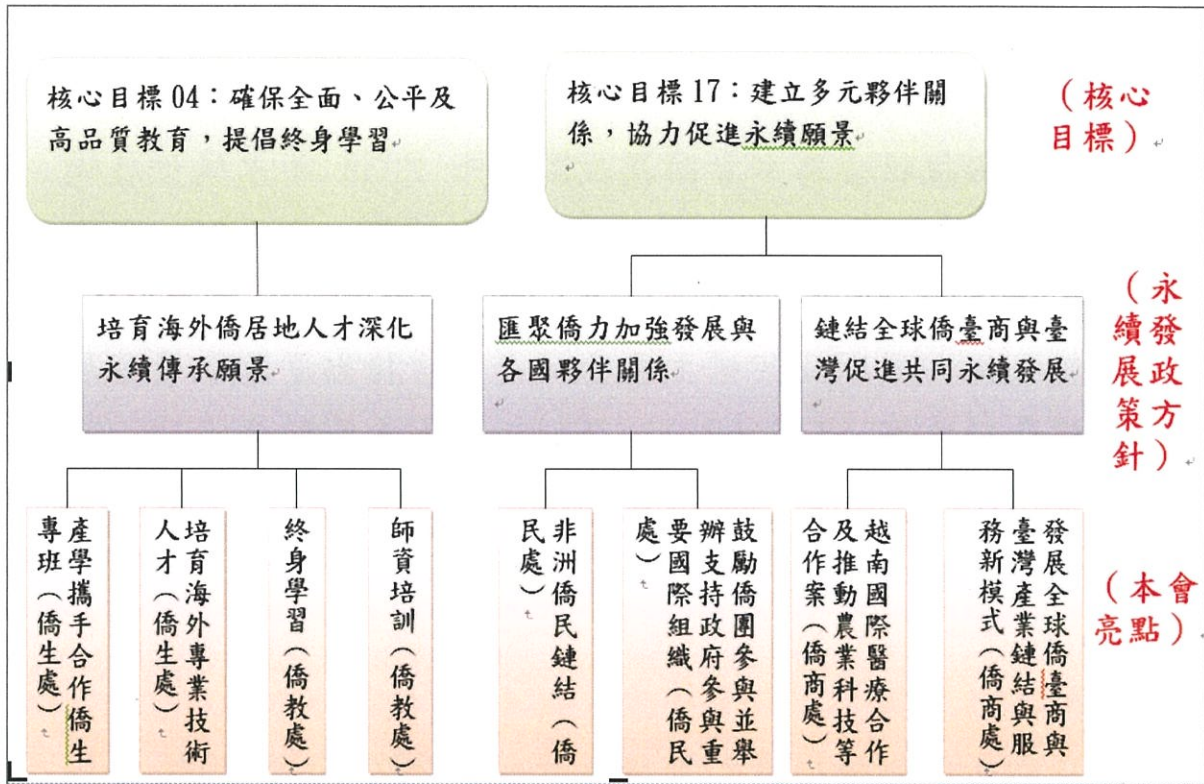 核心目標 04：確保全面、公平及
高品質教育，提倡終身學習
核心目標 17：建立多元夥伴關
係，協力促進永續願景
（核心
目標）
培育海外僑居地人才深化
永續傳承願景
匯聚僑力加強發展與
各國夥伴關係
鏈結全球僑臺商與臺
灣促進共同永續發展
（永
續發
展政
策方
針）
產學攜手合作僑生
專班（僑生處）
培育海外專業技術
人才（僑生處）
終身學習（僑教處）
師資培訓（僑教處）
非洲僑民鏈結（僑
民處）
鼓勵僑團參與並舉
辦支持政府參與重
要國際組織（僑民
處）
越南國際醫療合作
及推動農業科技等
合作案（僑商處）
發展全球僑臺商與
臺灣產業鏈結與服
務新模式（僑商處）
（本會
亮點）